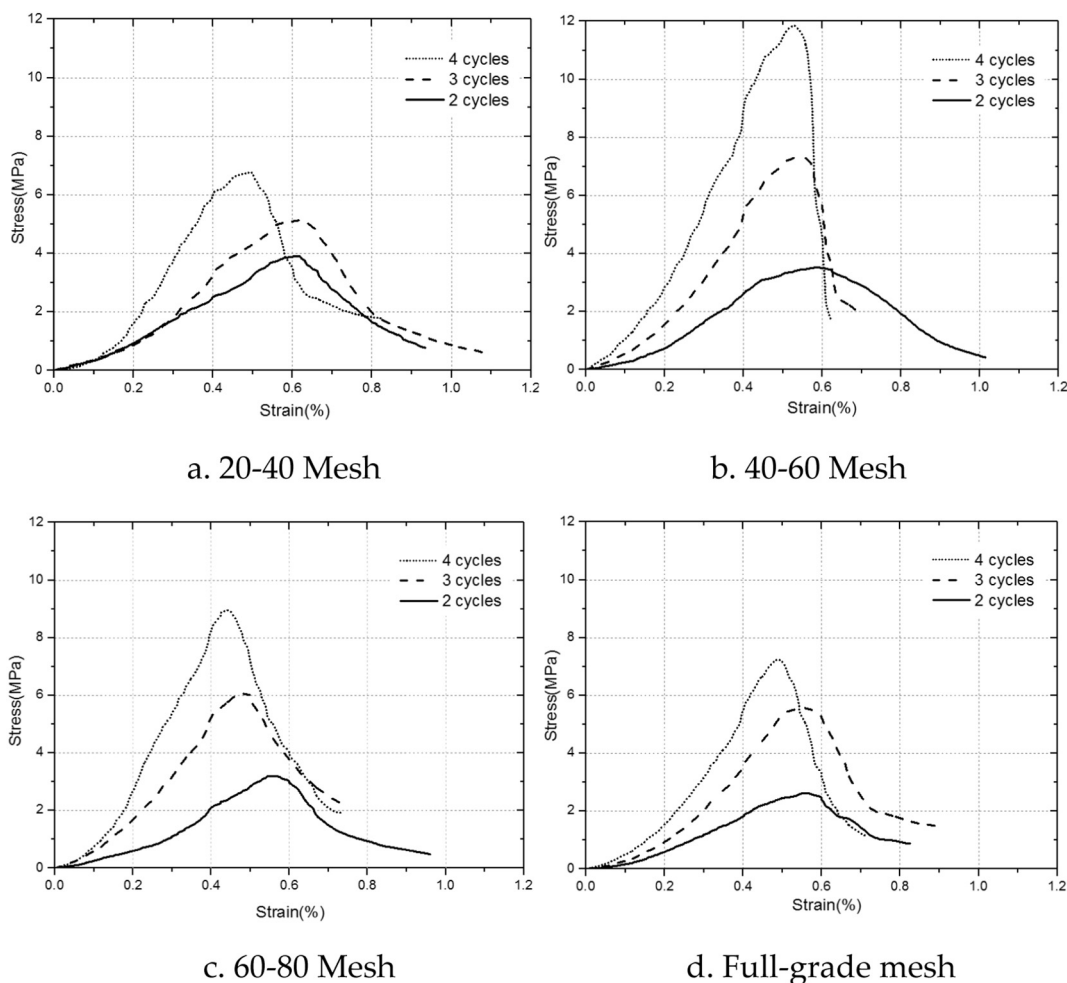 12
10
8
6
4
2
0
Stress(MPa)
4 cycles
3 cycles
2 cycles
0.0 0.2 0.4 0.6 0.8 1.0 1.2
Strain(%)
a. 20-40 Mesh
12
10
8
6
4
2
0
Stress(MPa)
4 cycles
3 cycles
2 cycles
0.0 0.2 0.4 0.6 0.8 1.0 1.2
Strain(%)
b. 40-60 Mesh
12
10
8
6
4
2
0
Stress(MPa)
4 cycles
3 cycles
2 cycles
0.0 0.2 0.4 0.6 0.8 1.0 1.2
Strain(%)
c. 60-80 Mesh
12
10
8
6
4
2
0
Stress(MPa)
4 cycles
3 cycles
2 cycles
0.0 0.2 0.4 0.6 0.8 1.0 1.2
Strain(%)
d. Full-grade mesh